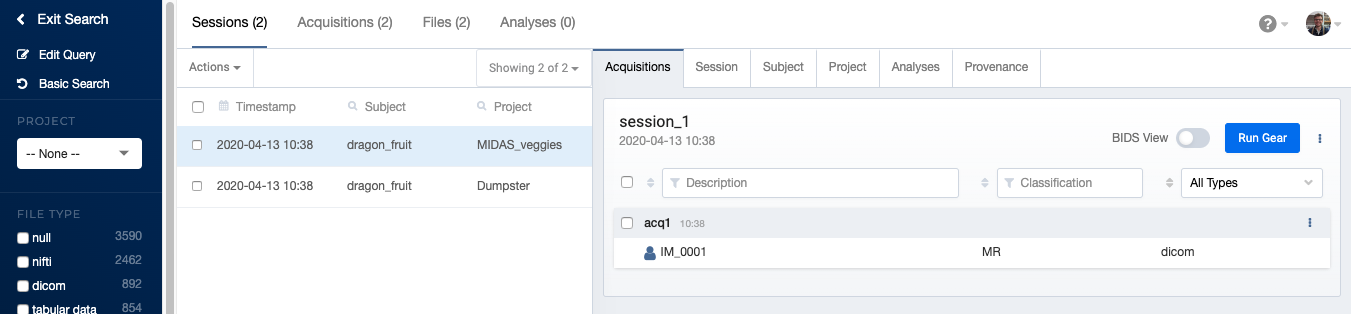 Exit Search
Edit Query
Basic Search
PROJECT
-- None --
FILE TYPE
null 3590
nifti 2462
dicom 892
tabular data 854
Sessions (2) Acquisitions (2) Files (2) Analyses (0)
Actions Showing 2 of 2
Timestamp Subject Project
2020-04-13 10:38 dragon_fruit MIDAS_veggies
2020-04-13 10:38 dragon_fruit Dumpster
Acquisitions Session Subject Project Analyses Provenance
session_1
2020-04-13 10:38
BIDS View Run Gear
Description Classification All Types
acq1 10:38
IM_0001 MR dicom